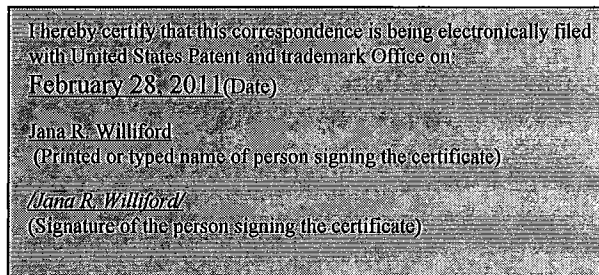 I hereby certify that this correspondence is being electronically filed
with United States Patent and trademark Office on:
February 28, 2011(Date)
Jana R. Williford
(Printed or typed name of person signing the certificate)
/Jana R. Williford/
(Signature of the person signing the certificate)